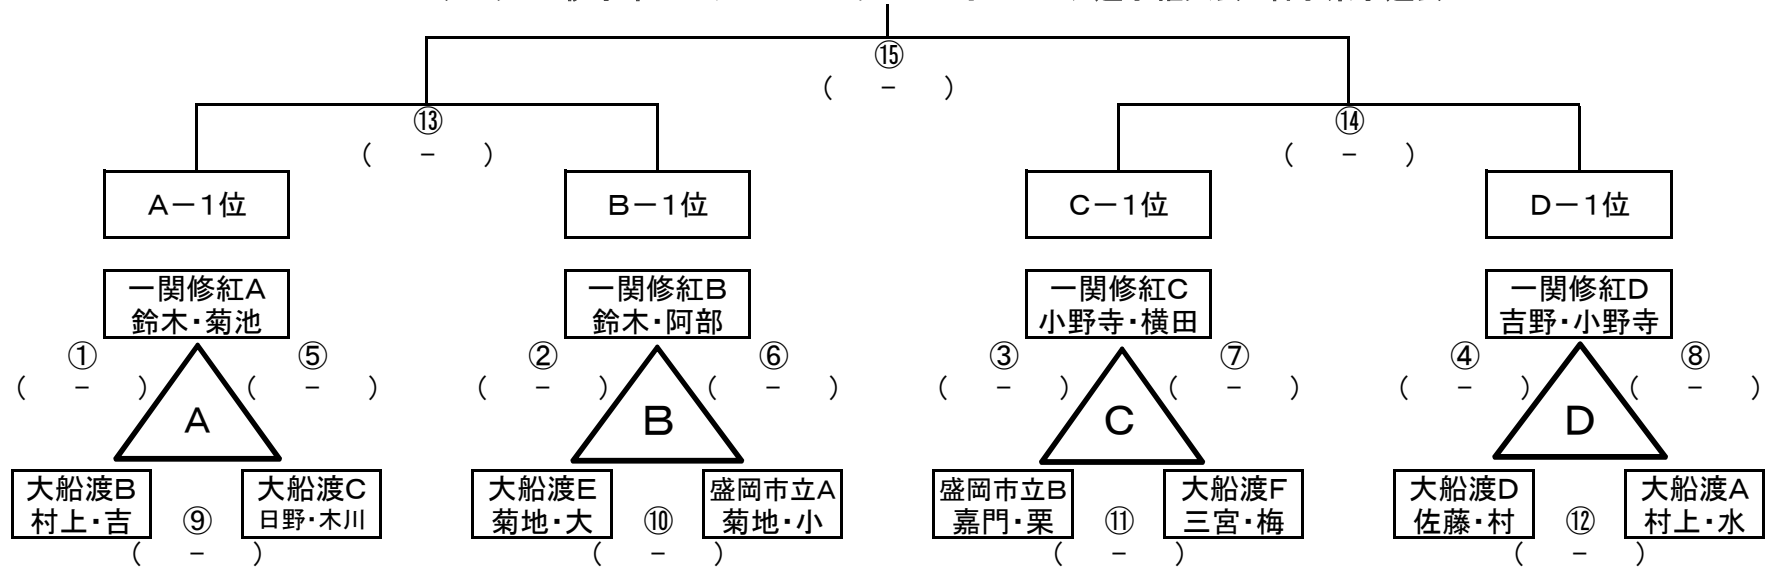 ⑮
( － )
⑬
⑭
( － )
( － )
A－1位
B－1位
C－1位
D－1位
一関修紅A
鈴木・菊池
一関修紅B
鈴木・阿部
一関修紅C
小野寺・横田
一関修紅D
吉野・小野寺
①
⑤
②
⑥
③
⑦
④
⑧
( － )
( － )
( － )
( － )
( － )
( － )
( － )
( － )
A
B
C
D
大船渡B
村上・吉
大船渡C
日野・木川
大船渡E
菊地・大
盛岡市立A
菊地・小
盛岡市立B
嘉門・栗
大船渡F
三宮・梅
大船渡D
佐藤・村
大船渡A
村上・水
⑨
⑩
⑪
⑫
( － )
( － )
( － )
( － )